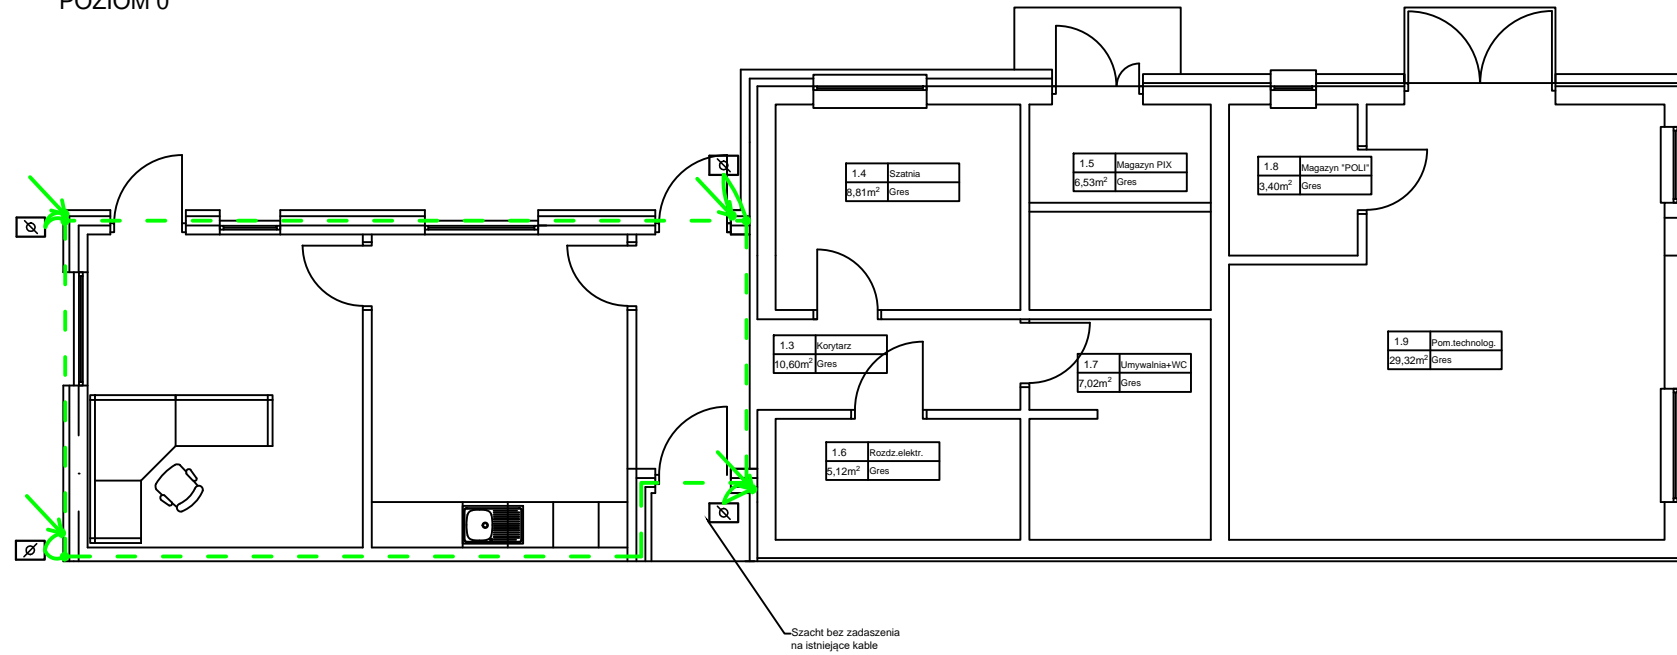 POZIOM 0
1.4 Szatnia
8,81m² Gres
1.5 Magazyn PIX
6,53m² Gres
1.8 Magazyn "POLI"
3,40m² Gres
1.3 Korytarz
10,60m² Gres
1.7 Umywalnia+WC
7,02m² Gres
1.9 Pom.technolog.
29,32m² Gres
1.6 Rozdz.elektr.
5,12m² Gres
Szacht bez zadaszenia
na istniejące kable